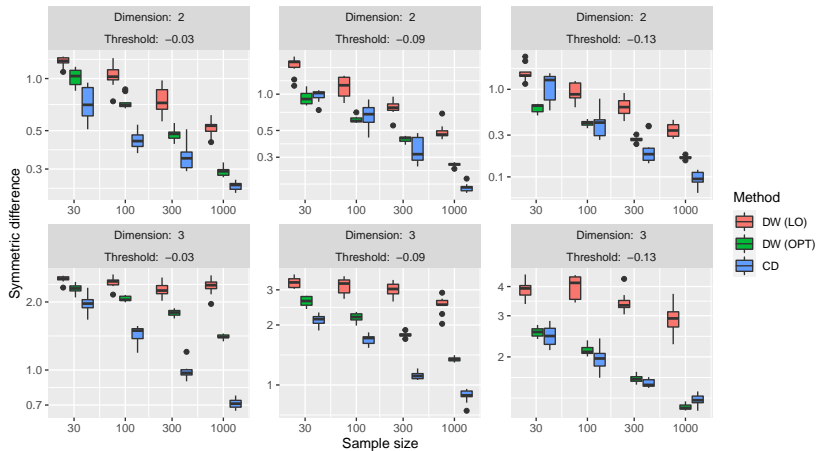 Dimension: 2
Dimension: 2
Dimension: 2
Threshold: −0.03
Threshold: −0.09
Threshold: −0.13
1.0
0.5
0.3
30
100
300
1000
1.0
0.5
0.3
30
100
300
1000
1.0
0.3
0.1
30
100
300
1000
Symmetric difference
Dimension: 3
Dimension: 3
Dimension: 3
Threshold: −0.03
Threshold: −0.09
Threshold: −0.13
2.0
1.0
0.7
30
100
300
1000
3
2
1
30
100
300
1000
4
3
2
30
100
300
1000
Sample size
Method
DW (LO)
DW (OPT)
CD